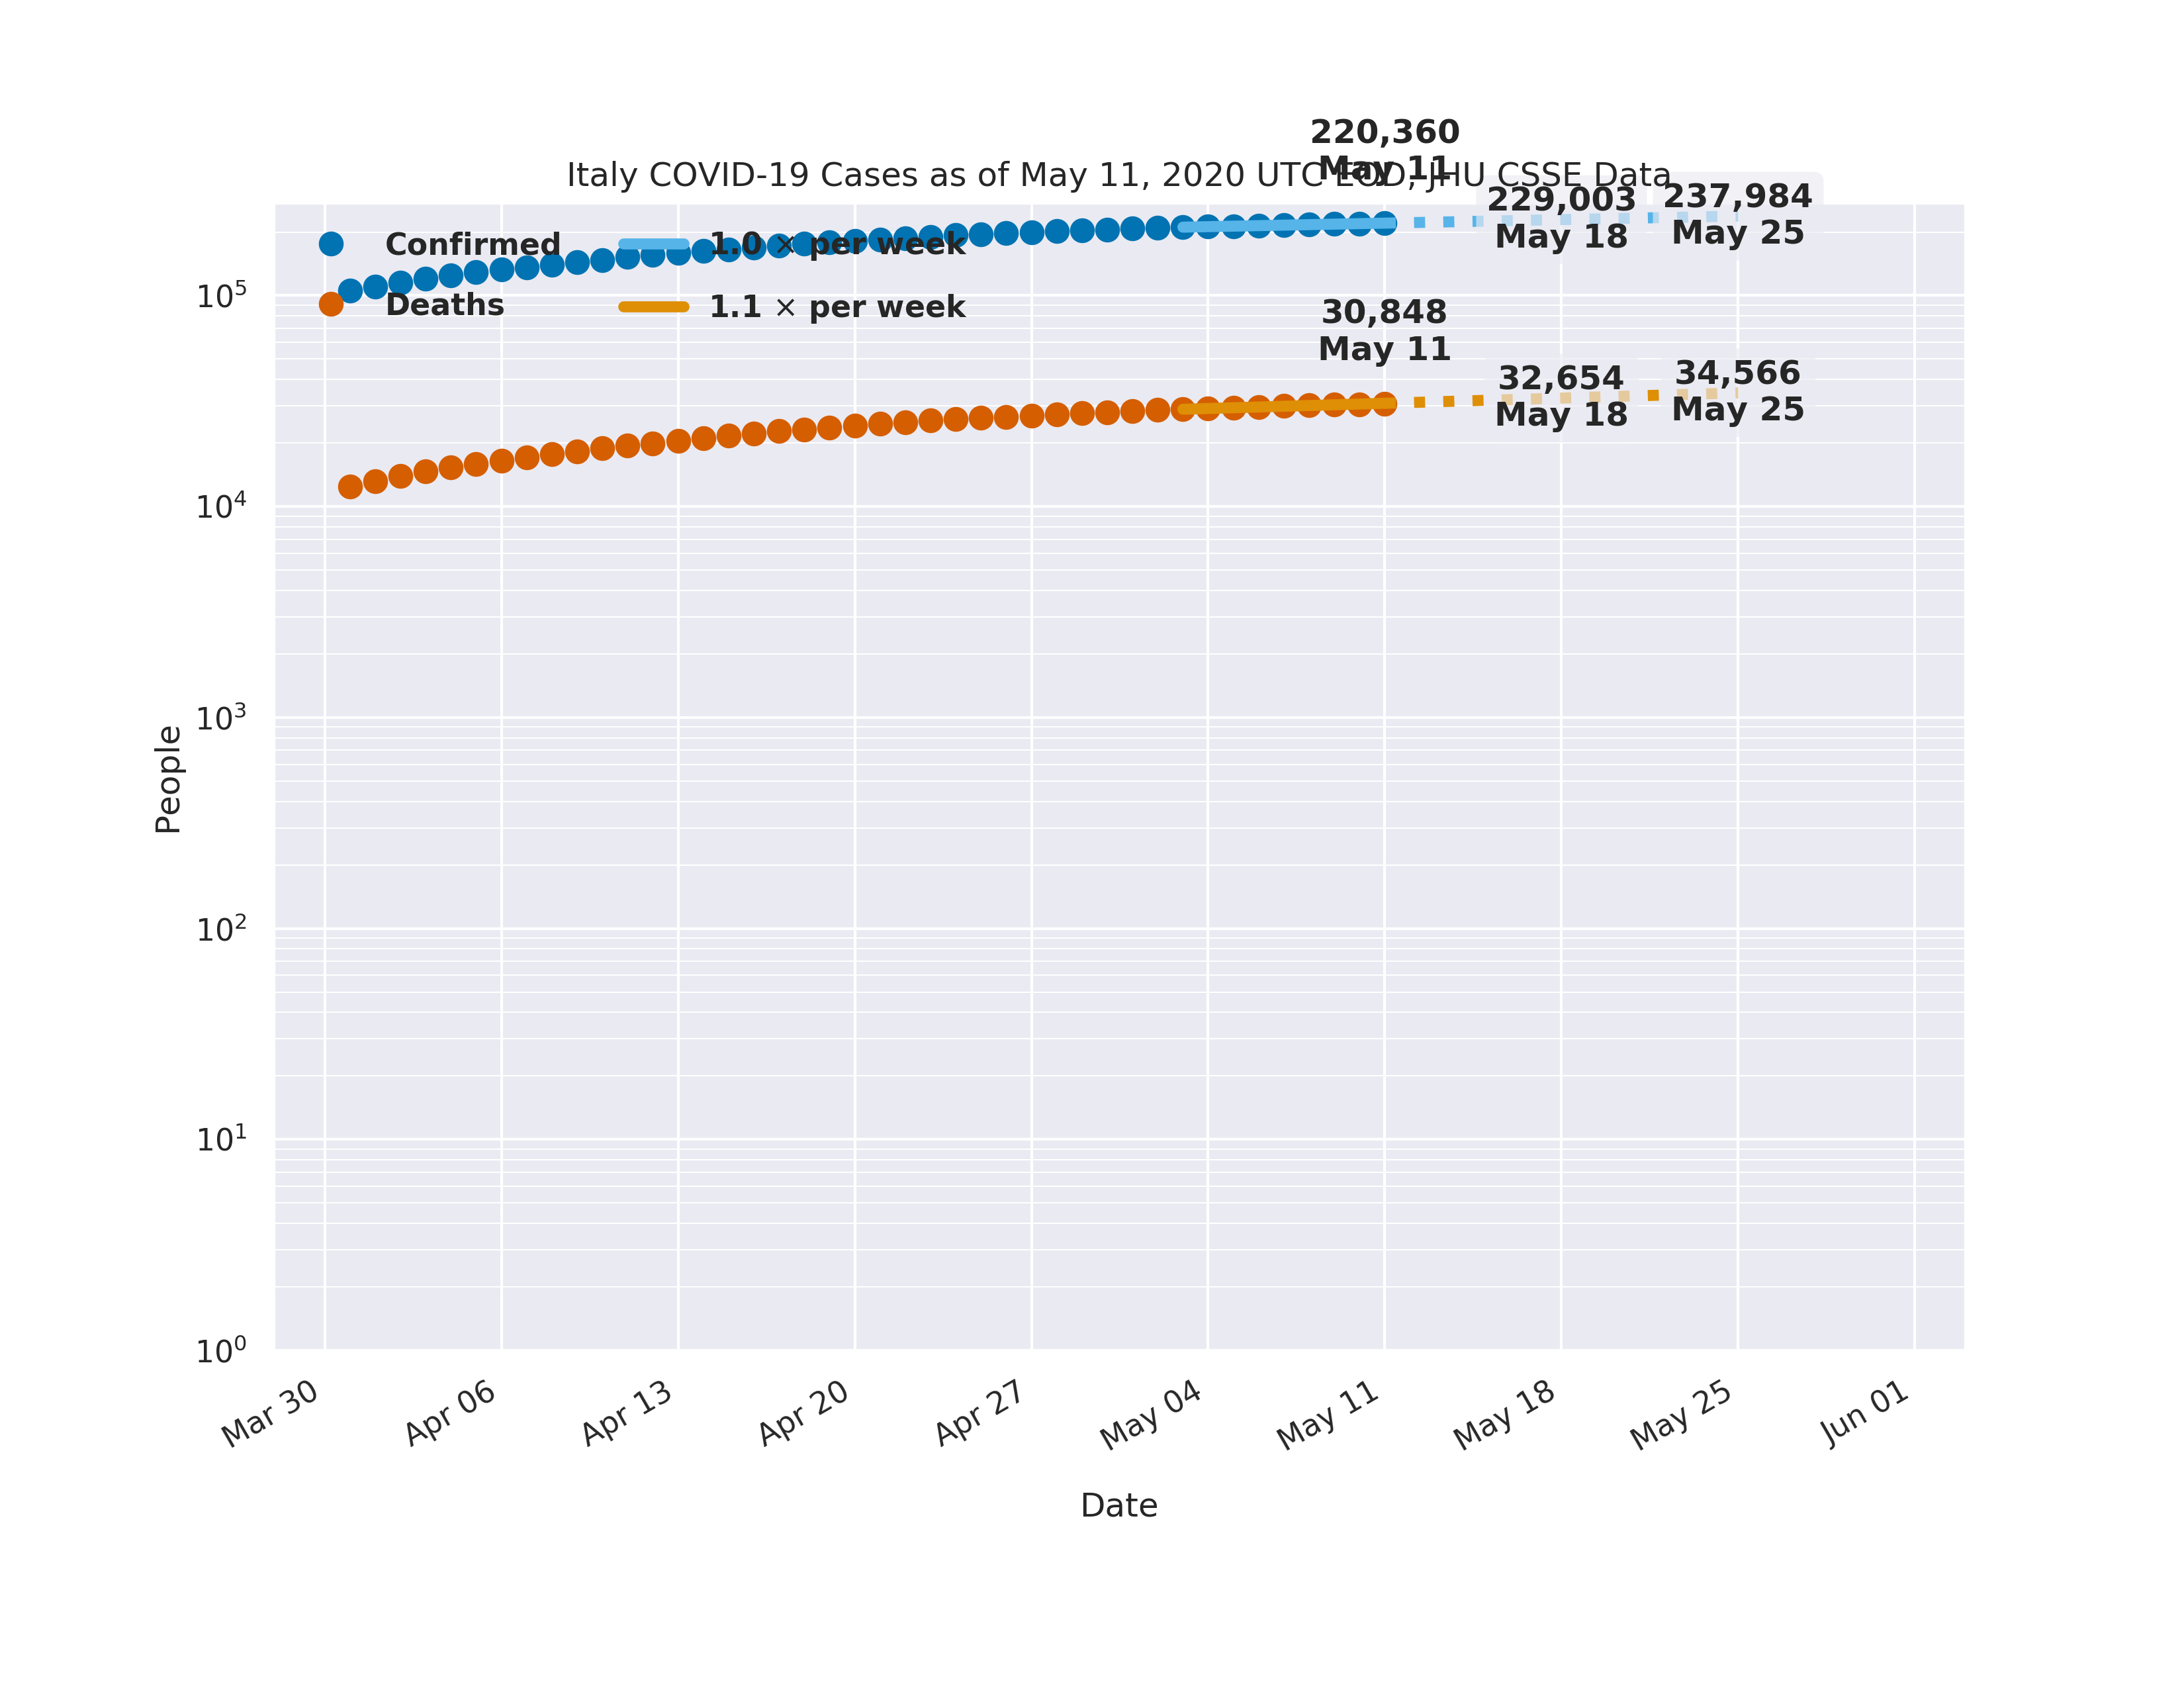 220,360
May 11
Italy COVID-19 Cases as of May 11, 2020 UTC EOD, JHU CSSE Data
229,003
May 18
237,984
May 25
Confirmed
1.0 × per week
Deaths
1.1 × per week
30,848
May 11
32,654
May 18
34,566
May 25
People
10⁵
10⁴
10³
10²
10¹
10⁰
Mar 30
Apr 06
Apr 13
Apr 20
Apr 27
May 04
May 11
May 18
May 25
Jun 01
Date